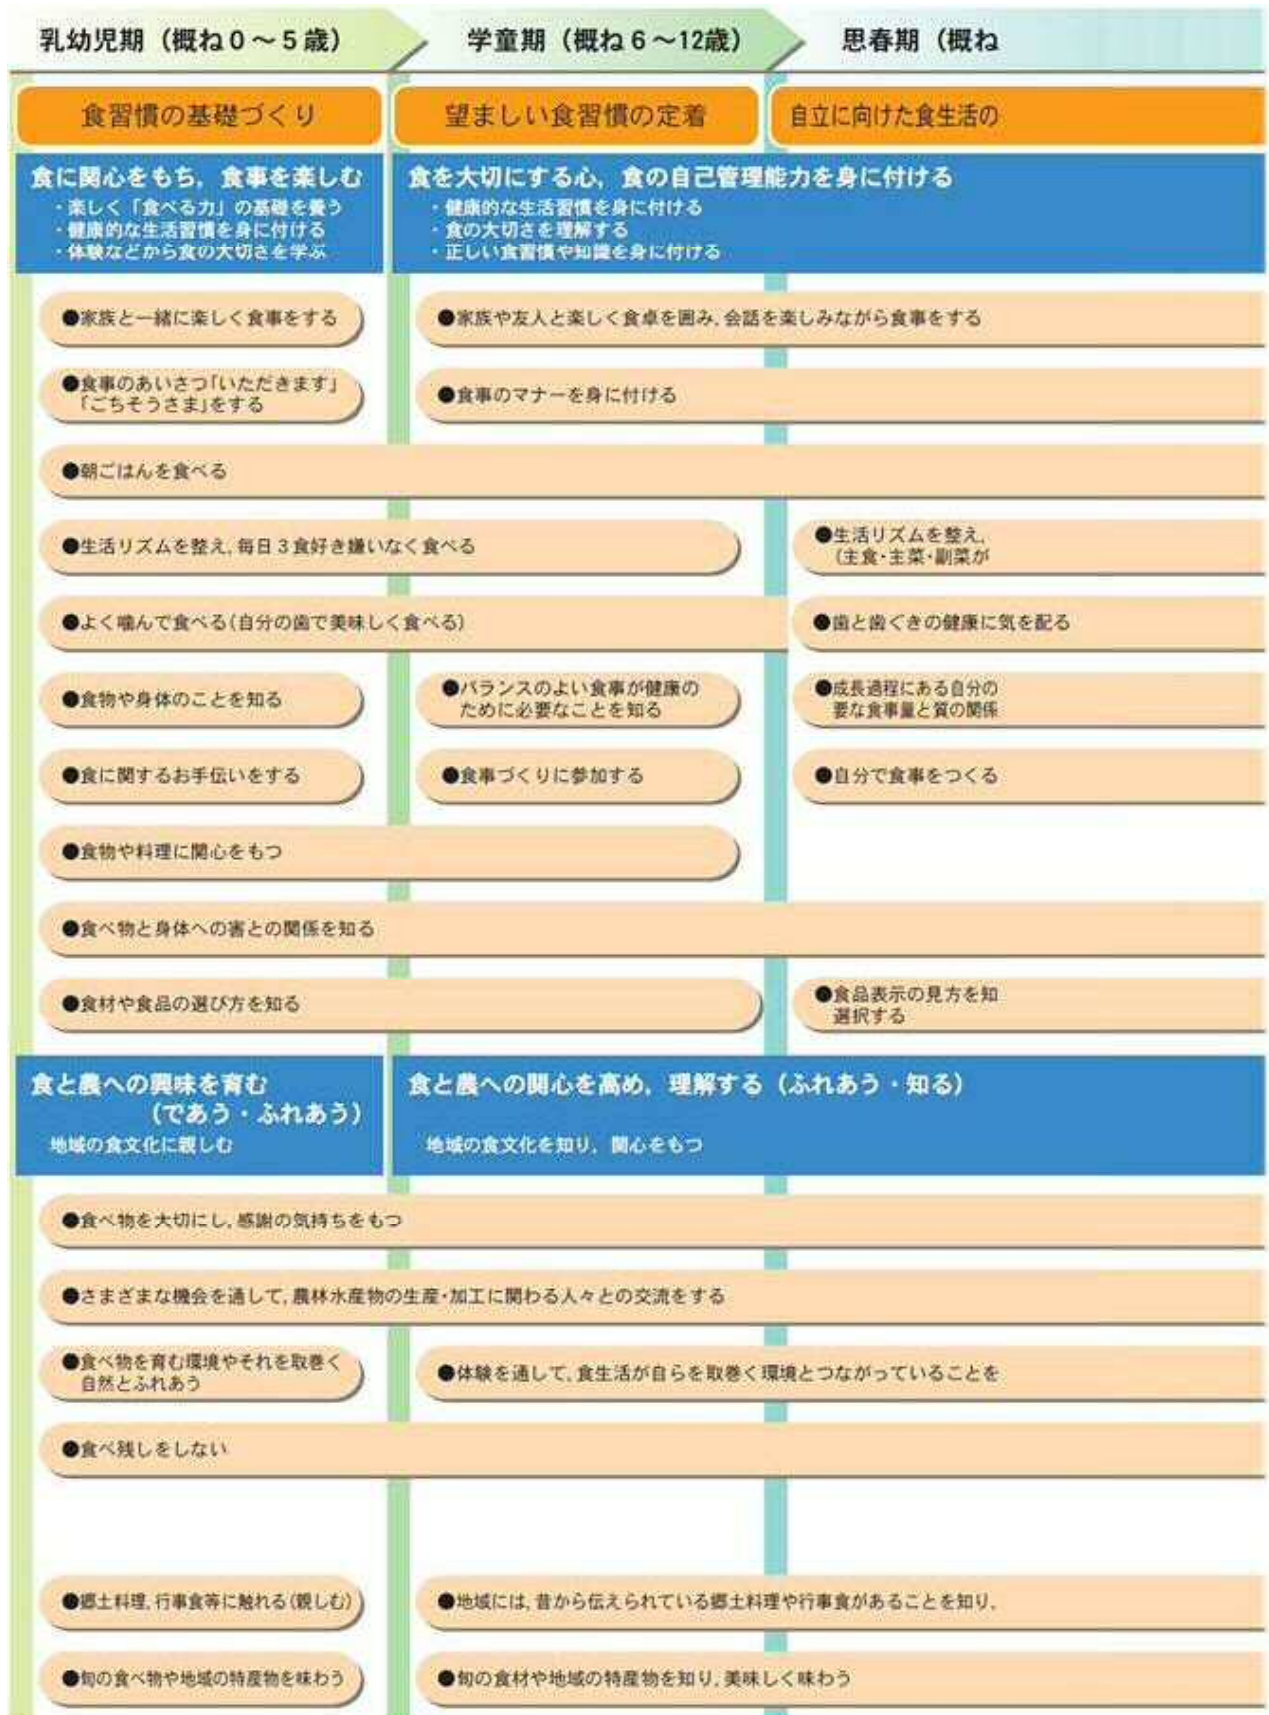 乳幼児期（概ね０～５歳）
学童期（概ね６～12歳）
思春期（概ね
食習慣の基礎づくり
望ましい食習慣の定着
自立に向けた食生活の
食に関心をもち，食事を楽しむ
・楽しく「食べる力」の基礎を養う
・健康的な生活習慣を身に付ける
・体験などから食の大切さを学ぶ
食を大切にする心，食の自己管理能力を身に付ける
・健康的な生活習慣を身に付ける
・食の大切さを理解する
・正しい食習慣や知識を身に付ける
●家族と一緒に楽しく食事をする
●家族や友人と楽しく食卓を囲み，会話を楽しみながら食事をする
●食事のあいさつ「いただきます」
「ごちそうさま」をする
●食事のマナーを身に付ける
●朝ごはんを食べる
●生活リズムを整え，毎日３食好き嫌いなく食べる
●生活リズムを整え，
（主食・主菜・副菜が
●よく噛んで食べる（自分の歯で美味しく食べる）
●歯と歯ぐきの健康に気を配る
●食物や身体のことを知る
●バランスのよい食事が健康の
ために必要なことを知る
●成長過程にある自分の
要な食事量と質の関係
●食に関するお手伝いをする
●食事づくりに参加する
●自分で食事をつくる
●食物や料理に関心をもつ
●食べ物と身体への害との関係を知る
●食材や食品の選び方を知る
●食品表示の見方を知
選択する
食と農への興味を育む
（であう・ふれあう）
地域の食文化に親しむ
食と農への関心を高め，理解する（ふれあう・知る）
地域の食文化を知り，関心をもつ
●食べ物を大切にし，感謝の気持ちをもつ
●さまざまな機会を通して，農林水産物の生産・加工に関わる人々との交流をする
●食べ物を育む環境やそれを取巻く
自然とふれあう
●体験を通して，食生活が自らを取巻く環境とつながっていることを
●食べ残しをしない
●郷土料理，行事食等に触れる（親しむ）
●地域には，昔から伝えられている郷土料理や行事食があることを知り，
●旬の食べ物や地域の特産物を味わう
●旬の食材や地域の特産物を知り，美味しく味わう